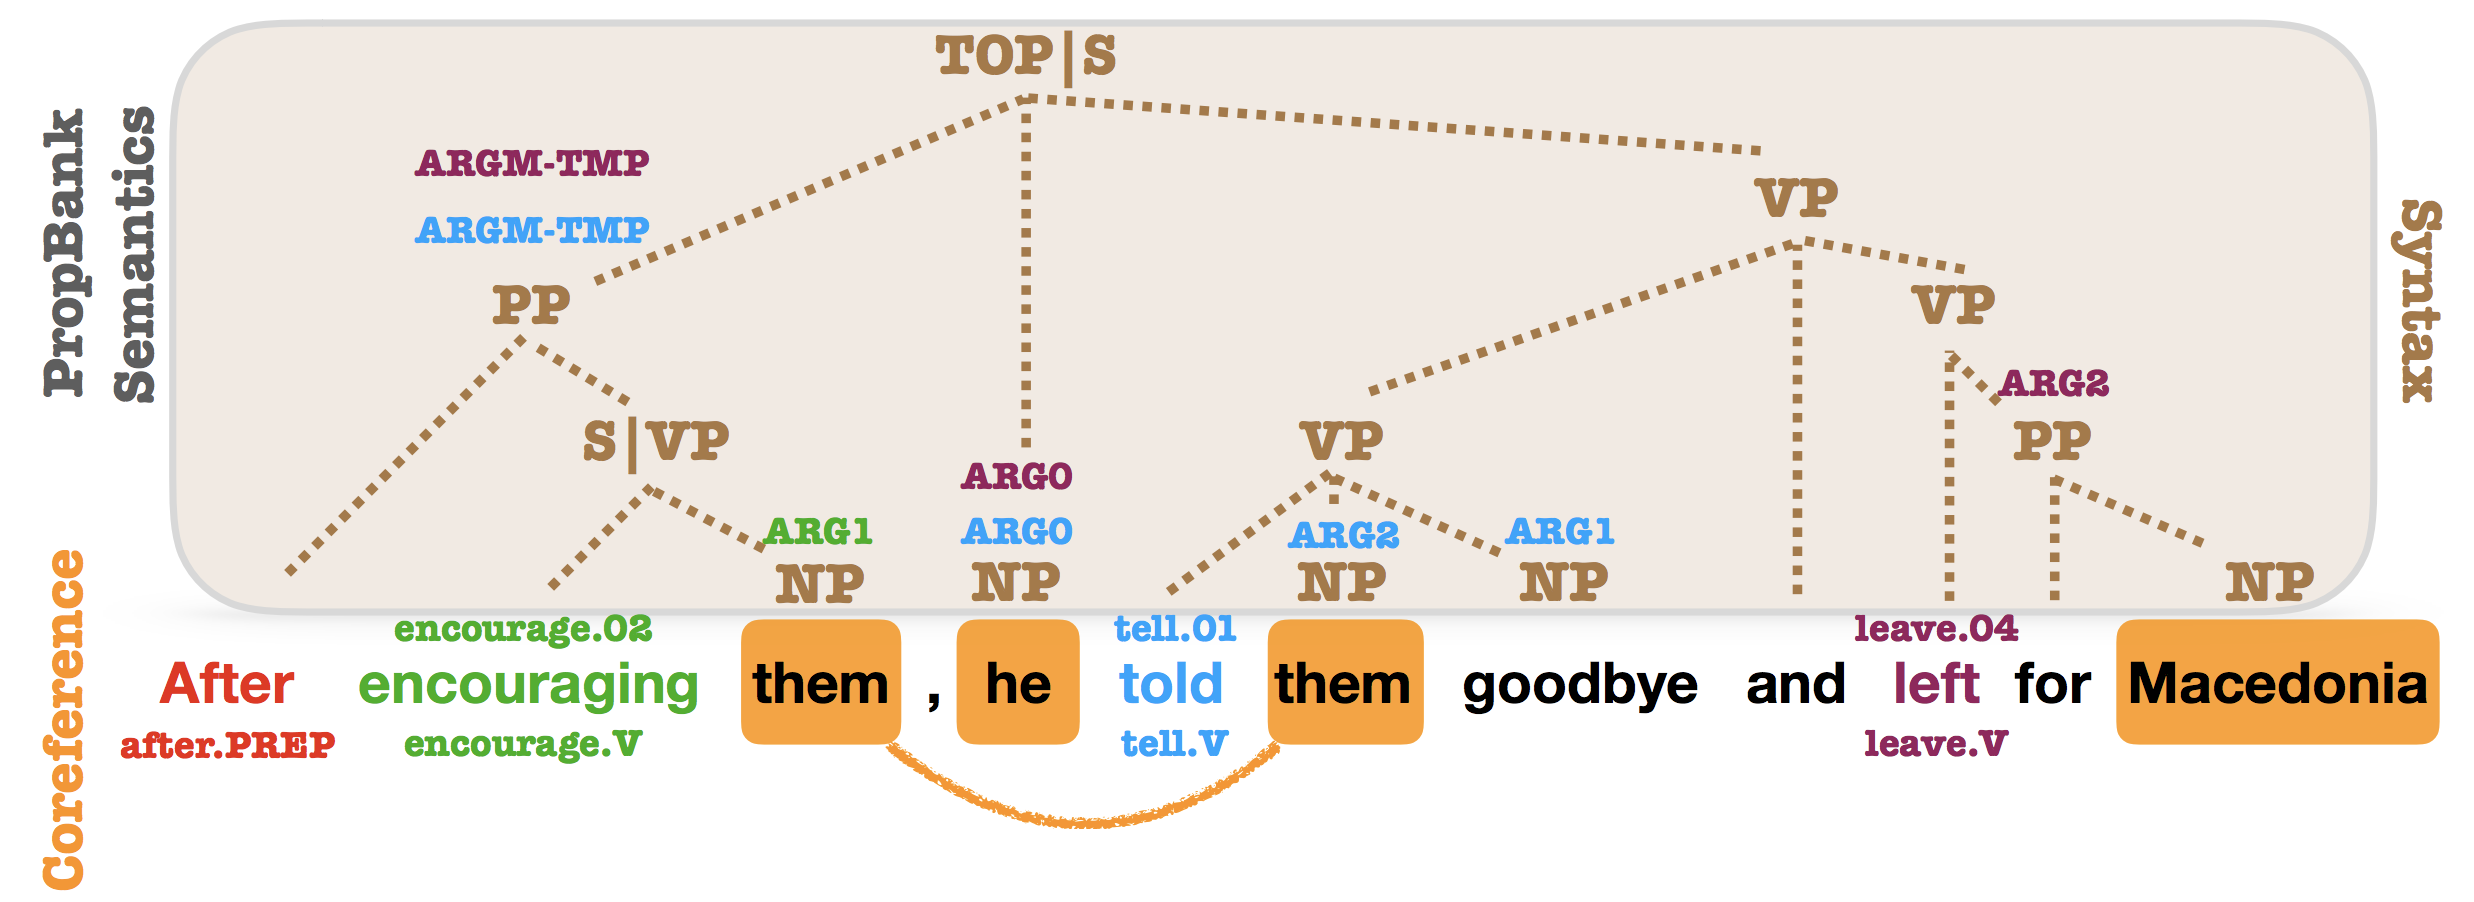 PropBank
Semantics
Coreference
Syntax
TOP|S
ARGM-TMP
ARGM-TMP
VP
PP
VP
ARG2
S|VP
VP
PP
ARG0
ARG1
ARG0
ARG2
ARG1
NP
NP
NP
NP
NP
encourage.02
tell.01
leave.04
After encouraging them , he told them goodbye and left for Macedonia
after.PREP
encourage.V
tell.V
leave.V